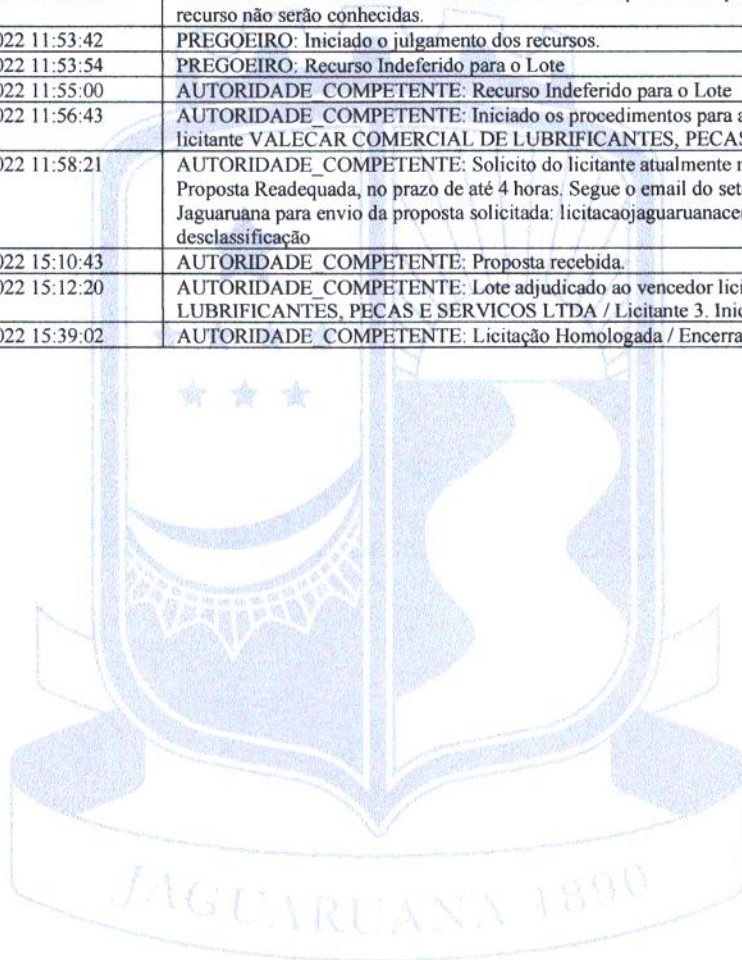 recurso não serão conhecidas.
022 11:53:42 PREGOEIRO: Iniciado o julgamento dos recursos.
022 11:53:54 PREGOEIRO: Recurso Indeferido para o Lote
022 11:55:00 AUTORIDADE_COMPETENTE: Recurso Indeferido para o Lote
022 11:56:43 AUTORIDADE_COMPETENTE: Iniciado os procedimentos para a
licitante VALECAR COMERCIAL DE LUBRIFICANTES, PECAS
022 11:58:21 AUTORIDADE_COMPETENTE: Solicito do licitante atualmente
Proposta Readequada, no prazo de até 4 horas. Segue o email do set
Jaguaruana para envio da proposta solicitada: licitacaojaguaruanace
desclassificação
022 15:10:43 AUTORIDADE_COMPETENTE: Proposta recebida.
022 15:12:20 AUTORIDADE_COMPETENTE: Lote adjudicado ao vencedor lici
LUBRIFICANTES, PECAS E SERVICOS LTDA / Licitante 3. Inic
022 15:39:02 AUTORIDADE_COMPETENTE: Licitação Homologada / Encerra
JAGUARUANA 1890